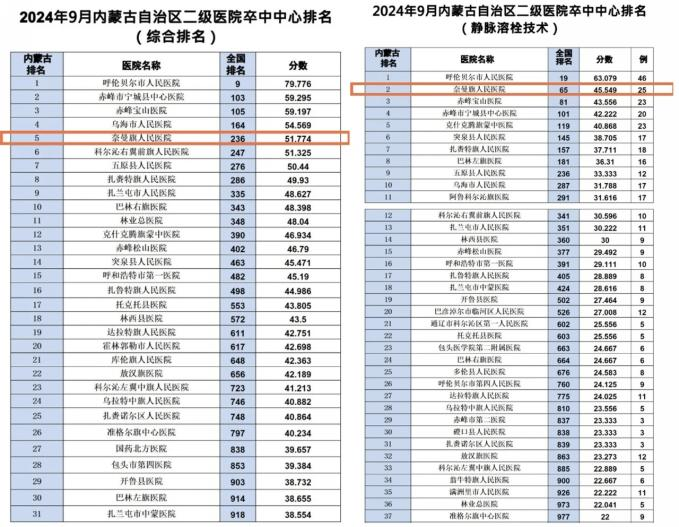 2024年9月内蒙古自治区二级医院卒中中心排名
（综合排名）
内蒙古排名 医院名称 全国排名 分数
1 呼伦贝尔市人民医院 9 79.776
2 赤峰市宁城县中心医院 103 59.295
3 赤峰宝山医院 105 59.197
4 乌海市人民医院 164 54.569
5 奈曼旗人民医院 236 51.774
6 科尔沁右翼前旗人民医院 247 51.325
7 五原县人民医院 276 50.44
8 扎赉特旗人民医院 286 49.93
9 扎兰屯市人民医院 335 48.627
10 巴林右旗医院 343 48.398
11 林业总医院 348 48.04
12 克什克腾旗蒙中医院 390 46.934
13 赤峰松山医院 402 46.79
14 突泉县人民医院 463 45.471
15 呼和浩特市第一医院 482 45.19
16 扎鲁特旗人民医院 498 44.986
17 托克托县医院 553 43.805
18 林西县医院 572 43.5
19 达拉特旗人民医院 611 42.751
20 霍林郭勒市人民医院 617 42.698
21 库伦旗人民医院 648 42.363
22 敖汉旗医院 656 42.189
23 科尔沁左翼中旗人民医院 723 41.213
24 乌拉特中旗人民医院 746 40.882
25 扎赉诺尔区人民医院 748 40.864
26 准格尔旗中心医院 797 40.234
27 国药北方医院 838 39.657
28 包头市第四医院 853 39.384
29 开鲁县医院 903 38.732
30 巴林左旗医院 914 38.655
31 扎兰屯市中蒙医院 918 38.554
2024年9月内蒙古自治区二级医院卒中中心排名
（静脉溶栓技术）
内蒙古排名 医院名称 全国排名 分数 例
1 呼伦贝尔市人民医院 19 63.079 46
2 奈曼旗人民医院 65 45.549 25
3 赤峰宝山医院 81 43.556 23
4 赤峰市宁城县中心医院 101 42.222 20
5 克什克腾旗蒙中医院 119 40.868 23
6 突泉县人民医院 145 38.705 17
7 扎赉特旗人民医院 157 37.711 18
8 巴林左旗医院 181 36.31 16
9 五原县人民医院 236 33.333 12
10 乌海市人民医院 287 31.788 17
11 阿鲁科尔沁旗医院 291 31.616 17
12 科尔沁右翼前旗人民医院 341 30.596 10
13 扎兰屯市人民医院 351 30.222 11
14 林西县医院 360 30 9
15 赤峰松山医院 377 29.492 9
16 呼和浩特市第一医院 391 29.111 10
17 扎鲁特旗人民医院 405 28.889 8
18 扎兰屯市中蒙医院 424 28.616 8
19 开鲁县医院 502 27.464 9
20 巴彦淖尔市临河区人民医院 526 27.008 12
21 通辽市科尔沁区第一人民医院 602 25.556 5
22 托克托县医院 603 25.556 5
23 包头医学院第二附属医院 663 24.667 6
24 巴林右旗医院 664 24.667 6
25 多伦县人民医院 676 24.583 8
26 呼伦贝尔市第四人民医院 760 24.125 9
27 达拉特旗人民医院 775 24.025 11
28 乌拉特中旗人民医院 810 23.556 5
29 赤峰市第二医院 837 23.333 3
30 磴口县人民医院 838 23.333 3
31 扎赉诺尔区人民医院 839 23.333 3
32 敖汉旗医院 863 23.273 12
33 科尔沁左翼中旗人民医院 885 22.889 5
34 翁牛特旗人民医院 900 22.667 6
35 满洲里市人民医院 926 22.222 11
36 林业总医院 973 22.041 5
37 准格尔旗中心医院 977 22 9